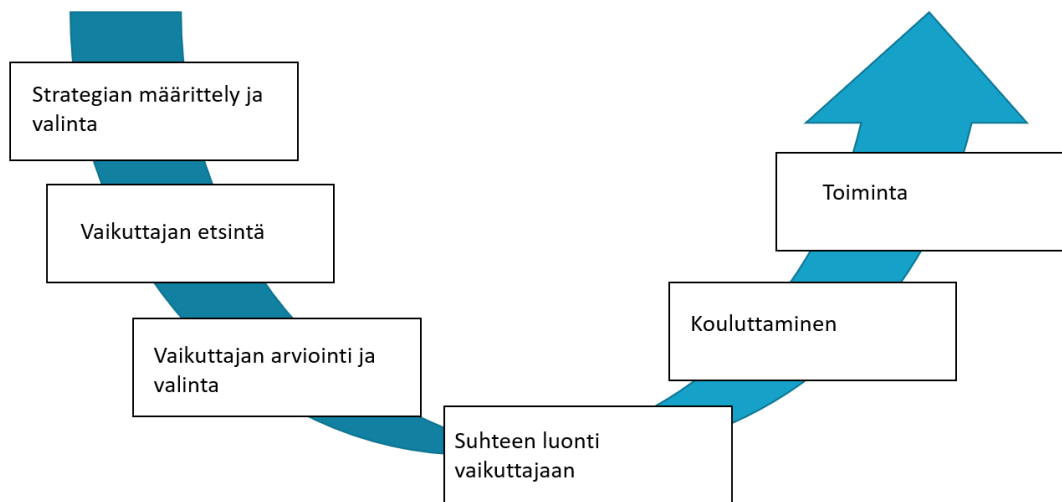 Strategian määrittely ja
valinta
Vaikuttajan etsintä
Vaikuttajan arviointi ja
valinta
Suhteen luonti
vaikuttajaan
Kouluttaminen
Toiminta